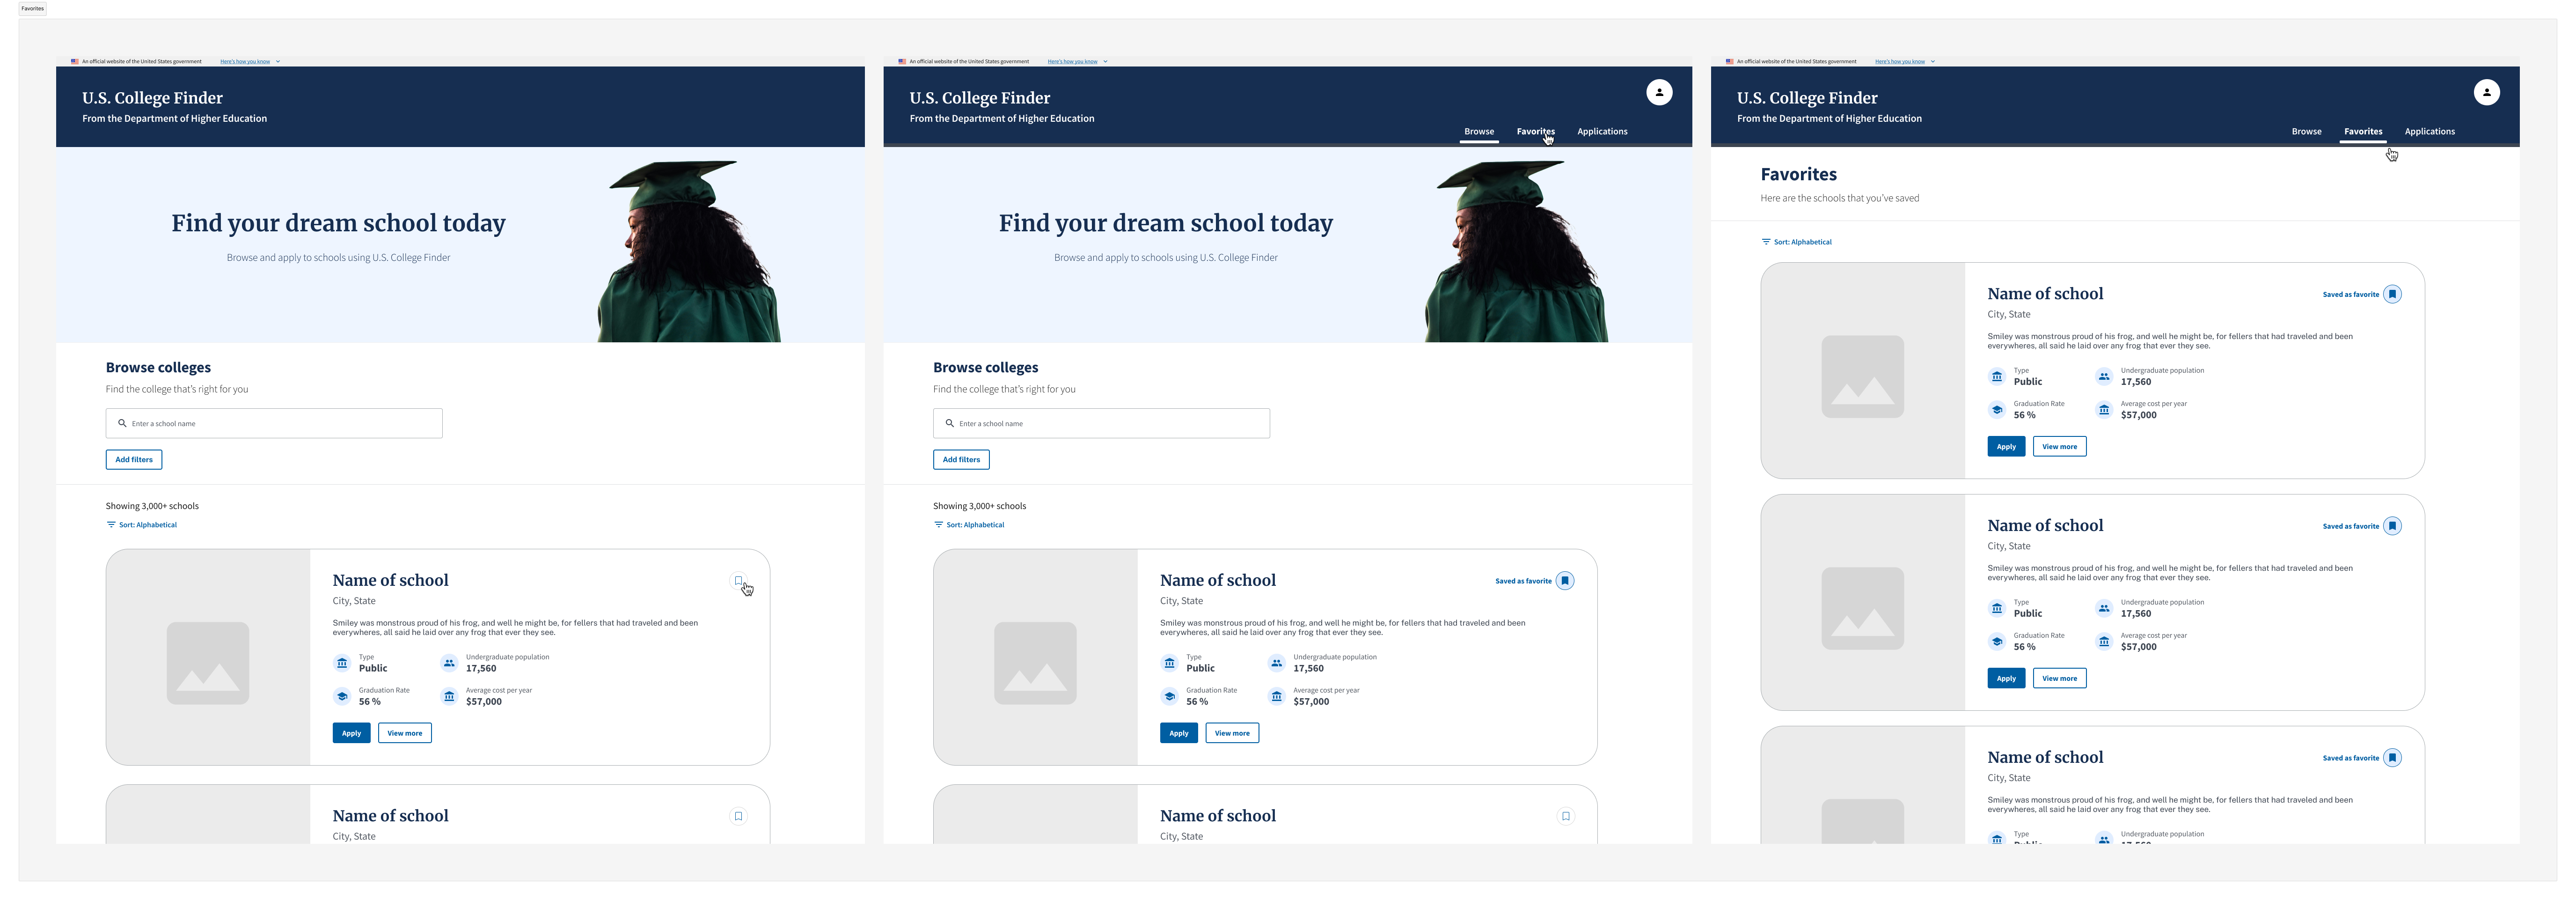 Favorites
An official website of the United States government Here's how you know
U.S. College Finder
From the Department of Higher Education
Find your dream school today
Browse and apply to schools using U.S. College Finder
Browse colleges
Find the college that's right for you
Enter a school name
Add filters
Showing 3,000+ schools
Sort: Alphabetical
Name of school
City, State
Smiley was monstrous proud of his frog, and well he might be, for fellers that had traveled and been
everywheres, all said he laid over any frog that ever they see.
Type
Public
Undergraduate population
17,560
Graduation Rate
56 %
Average cost per year
$57,000
Apply View more
Name of school
City, State
An official website of the United States government Here's how you know
U.S. College Finder
From the Department of Higher Education
Browse Favorites Applications
Find your dream school today
Browse and apply to schools using U.S. College Finder
Browse colleges
Find the college that's right for you
Enter a school name
Add filters
Showing 3,000+ schools
Sort: Alphabetical
Name of school
Saved as favorite
City, State
Smiley was monstrous proud of his frog, and well he might be, for fellers that had traveled and been
everywheres, all said he laid over any frog that ever they see.
Type
Public
Undergraduate population
17,560
Graduation Rate
56 %
Average cost per year
$57,000
Apply View more
Name of school
City, State
An official website of the United States government Here's how you know
U.S. College Finder
From the Department of Higher Education
Browse Favorites Applications
Favorites
Here are the schools that you've saved
Sort: Alphabetical
Name of school
Saved as favorite
City, State
Smiley was monstrous proud of his frog, and well he might be, for fellers that had traveled and been
everywheres, all said he laid over any frog that ever they see.
Type
Public
Undergraduate population
17,560
Graduation Rate
56 %
Average cost per year
$57,000
Apply View more
Name of school
Saved as favorite
City, State
Smiley was monstrous proud of his frog, and well he might be, for fellers that had traveled and been
everywheres, all said he laid over any frog that ever they see.
Type
Public
Undergraduate population
17,560
Graduation Rate
56 %
Average cost per year
$57,000
Apply View more
Name of school
Saved as favorite
City, State
Smiley was monstrous proud of his frog, and well he might be, for fellers that had traveled and been
everywheres, all said he laid over any frog that ever they see.
Type
Public
Undergraduate population
17,560